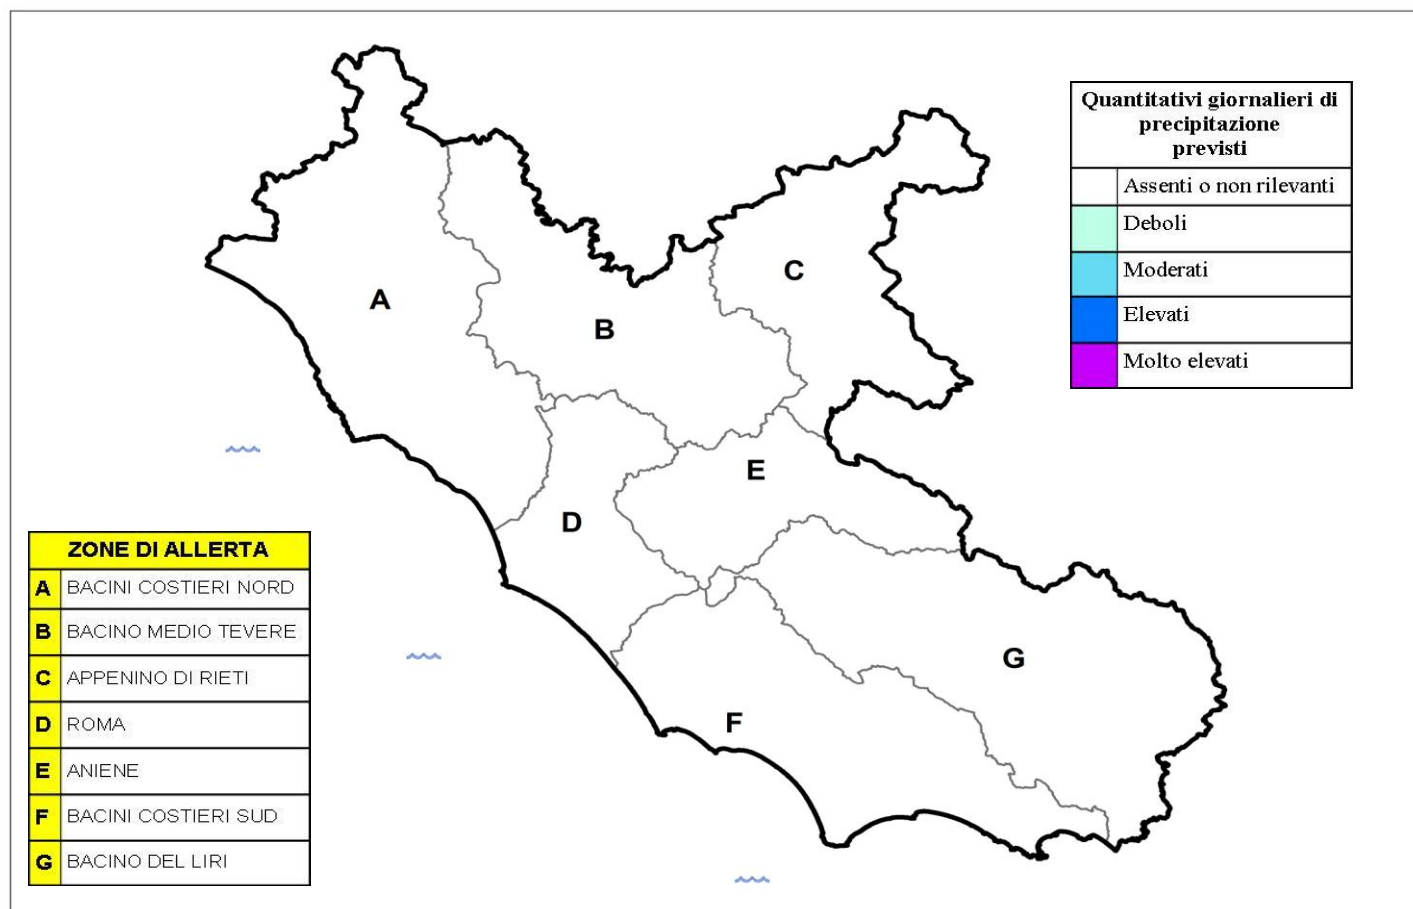 Quantitativi giornalieri di
precipitazione
previsti
Assenti o non rilevanti
Deboli
Moderati
Elevati
Molto elevati
A
B
C
D
E
F
G
ZONE DI ALLERTA
A BACINI COSTIERI NORD
B BACINO MEDIO TEVERE
C APPENINO DI RIETI
D ROMA
E ANIENE
F BACINI COSTIERI SUD
G BACINO DEL LIRI